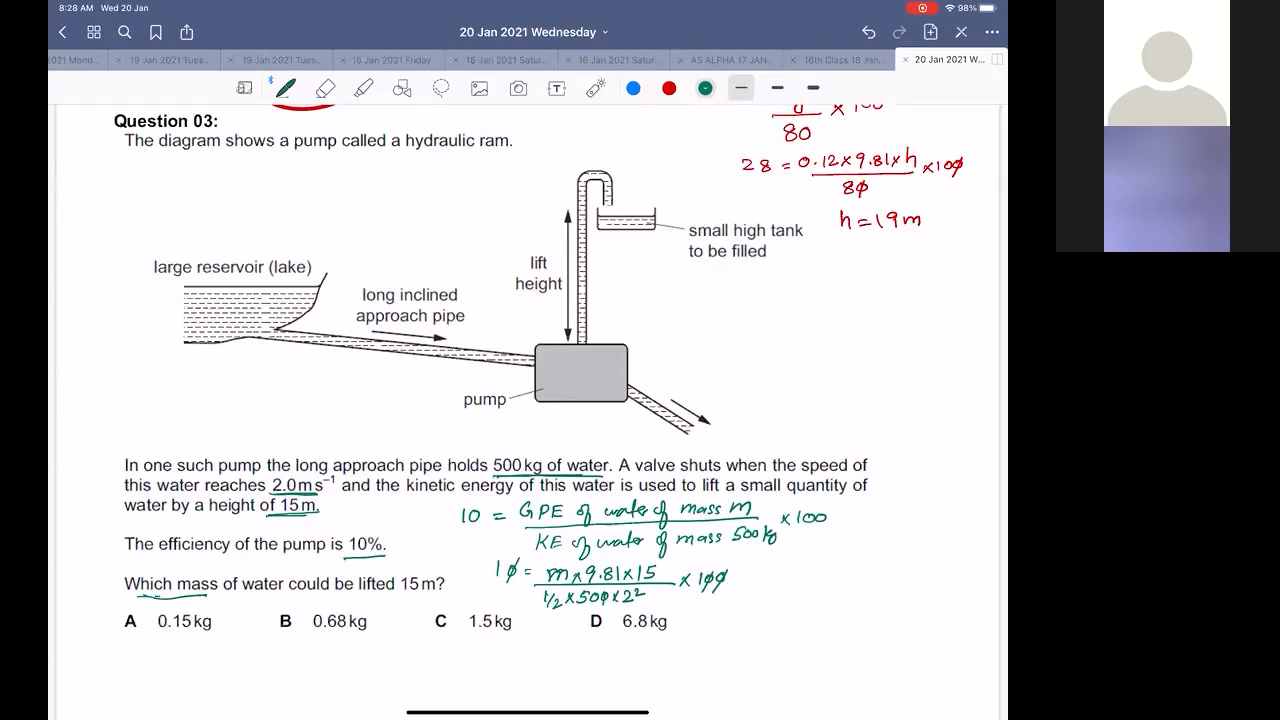 8:28 AM Wed 20 Jan
98%
20 Jan 2021 Wednesday
2021 Mond...
19 Jan 2021 Tues...
19 Jan 2021 Tues...
15 Jan 2021 Friday
16 Jan 2021 Satur...
16 Jan 2021 Satur...
AS ALPHA 17 JAN...
16th Class 18 Jan...
20 Jan 2021 W...
Question 03:
The diagram shows a pump called a hydraulic ram.
80
28 = 0.12×9.81×h/80 ×100
h = 19 m
small high tank
to be filled
lift
height
large reservoir (lake)
long inclined
approach pipe
pump
In one such pump the long approach pipe holds 500 kg of water. A valve shuts when the speed of
this water reaches 2.0 m s⁻¹ and the kinetic energy of this water is used to lift a small quantity of
water by a height of 15 m.
10 = GPE of water of mass m / KE of water of mass 500 kg × 100
The efficiency of the pump is 10%.
10 = m×9.81×15 / ½×500×2² ×100
Which mass of water could be lifted 15 m?
A 0.15 kg B 0.68 kg C 1.5 kg D 6.8 kg